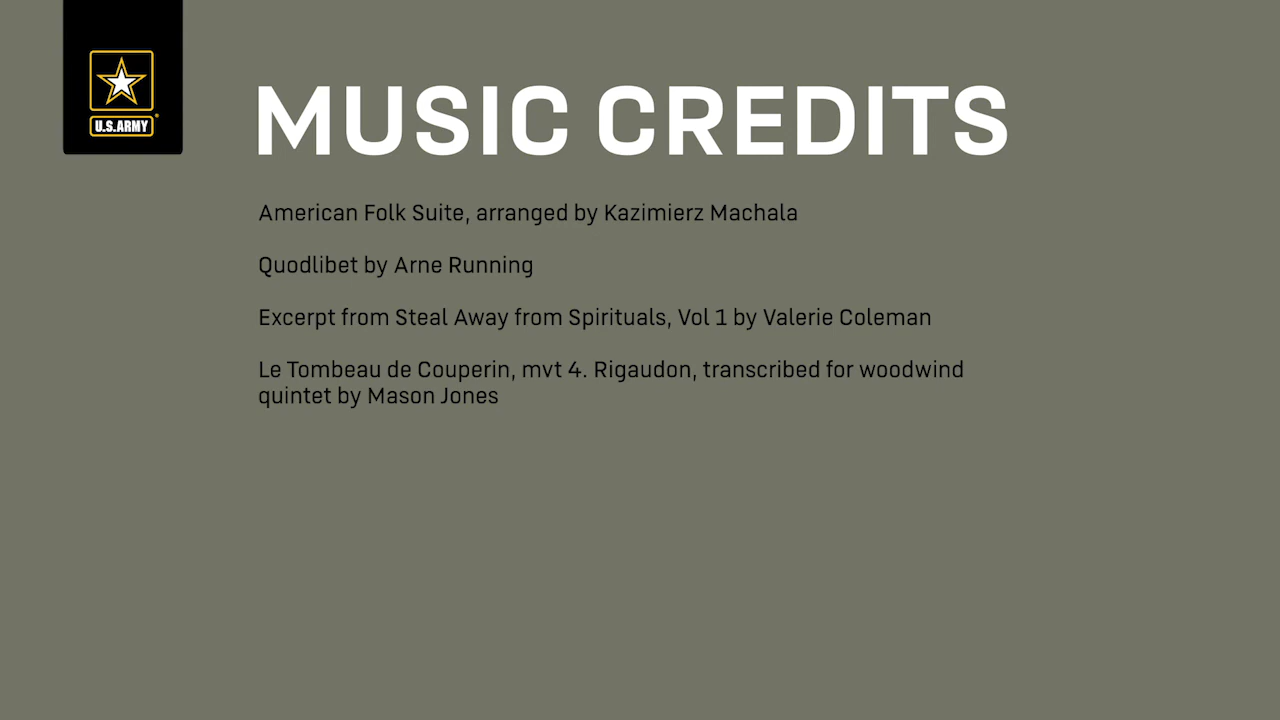 U.S.ARMY
MUSIC CREDITS
American Folk Suite, arranged by Kazimierz Machala
Quodlibet by Arne Running
Excerpt from Steal Away from Spirituals, Vol 1 by Valerie Coleman
Le Tombeau de Couperin, mvt 4. Rigaudon, transcribed for woodwind
quintet by Mason Jones